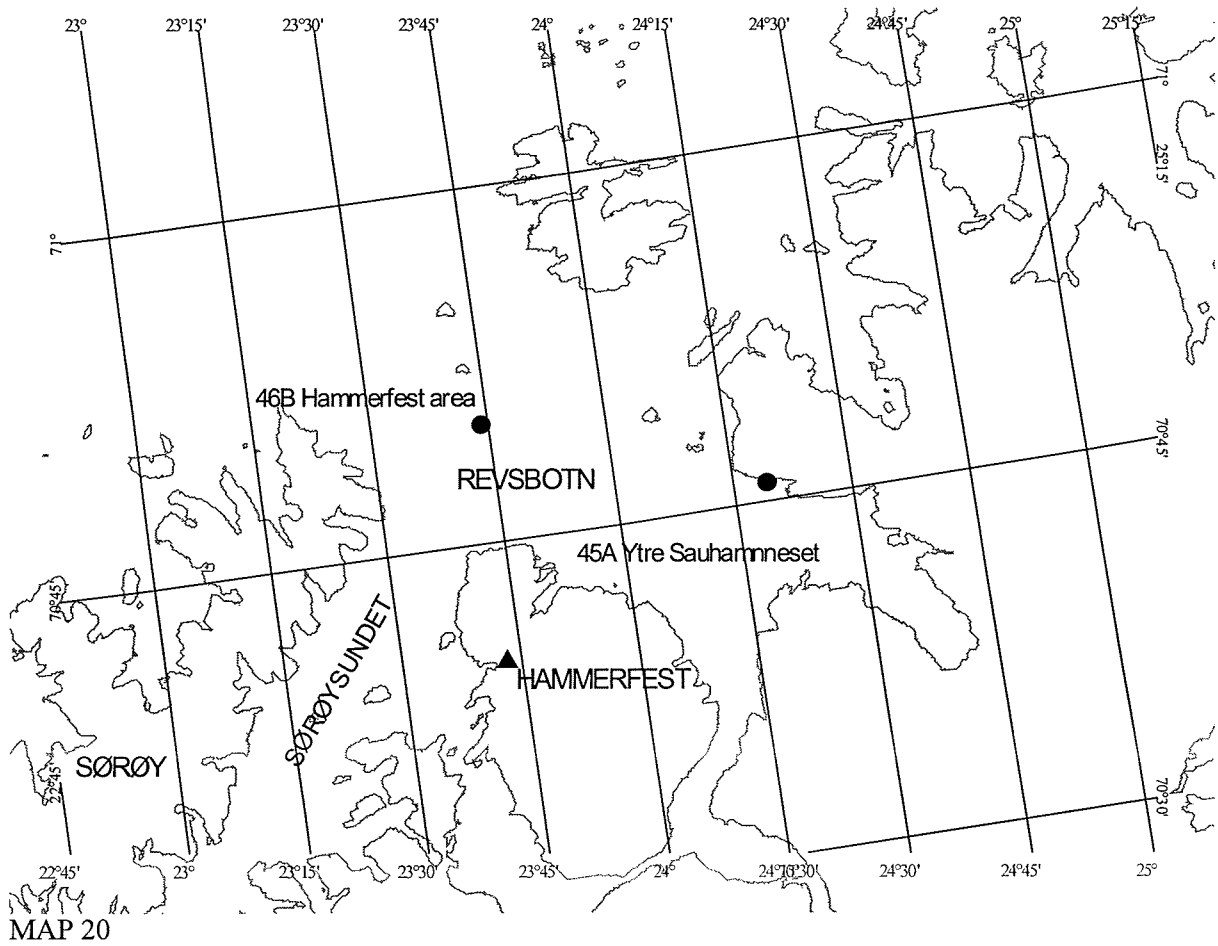 23° 23°15' 23°30' 23°45' 24° 24°15' 24°30' 24°45' 25° 25°15'
71°
25°15'
71°
46B Hammerfest area
70°45'
REVSBOTN
45A Ytre Sauhamnneset
70°45'
SØRØYSUNDET
HAMMERFEST
SØRØY
22°45'
70°30'
22°45' 23° 23°15' 23°30' 23°45' 24° 24°30' 24°45' 25°
MAP 20